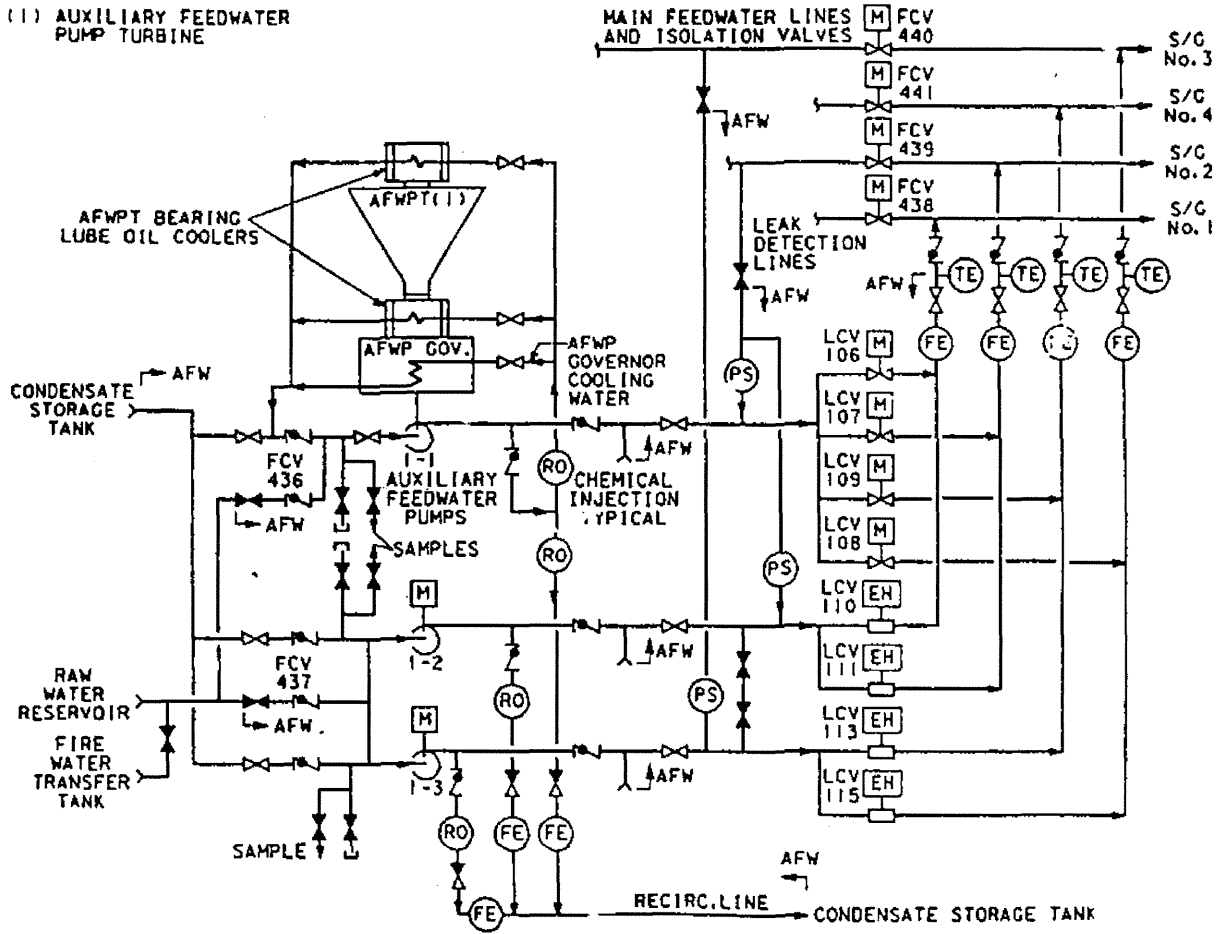 (1) AUXILIARY FEEDWATER
PUMP TURBINE
MAIN FEEDWATER LINES
AND ISOLATION VALVES
M
FCV
440
S/G
No.3
M
FCV
441
S/G
No.4
AFW
M
FCV
439
S/G
No.2
M
FCV
438
S/G
No.1
AFWPT(1)
AFWPT BEARING
LUBE OIL COOLERS
LEAK
DETECTION
LINES
AFW
AFW
TE
TE
TE
TE
AFWP GOV.
AFWP
GOVERNOR
COOLING
WATER
FE
FE
FE
PS
LCV
106
M
AFW
CONDENSATE
STORAGE
TANK
LCV
107
M
FCV
436
1-1
AUXILIARY
FEEDWATER
PUMPS
RO
CHEMICAL
INJECTION
TYPICAL
AFW
LCV
109
M
AFW
SAMPLES
RO
LCV
108
M
PS
M
LCV
110
EH
FCV
437
1-2
AFW
LCV
111
EH
RAW
WATER
RESERVOIR
AFW
RO
PS
M
LCV
113
EH
FIRE
WATER
TRANSFER
TANK
1-3
AFW
LCV
115
EH
SAMPLE
RO
FE
FE
AFW
FE
RECIRC.LINE
CONDENSATE STORAGE TANK